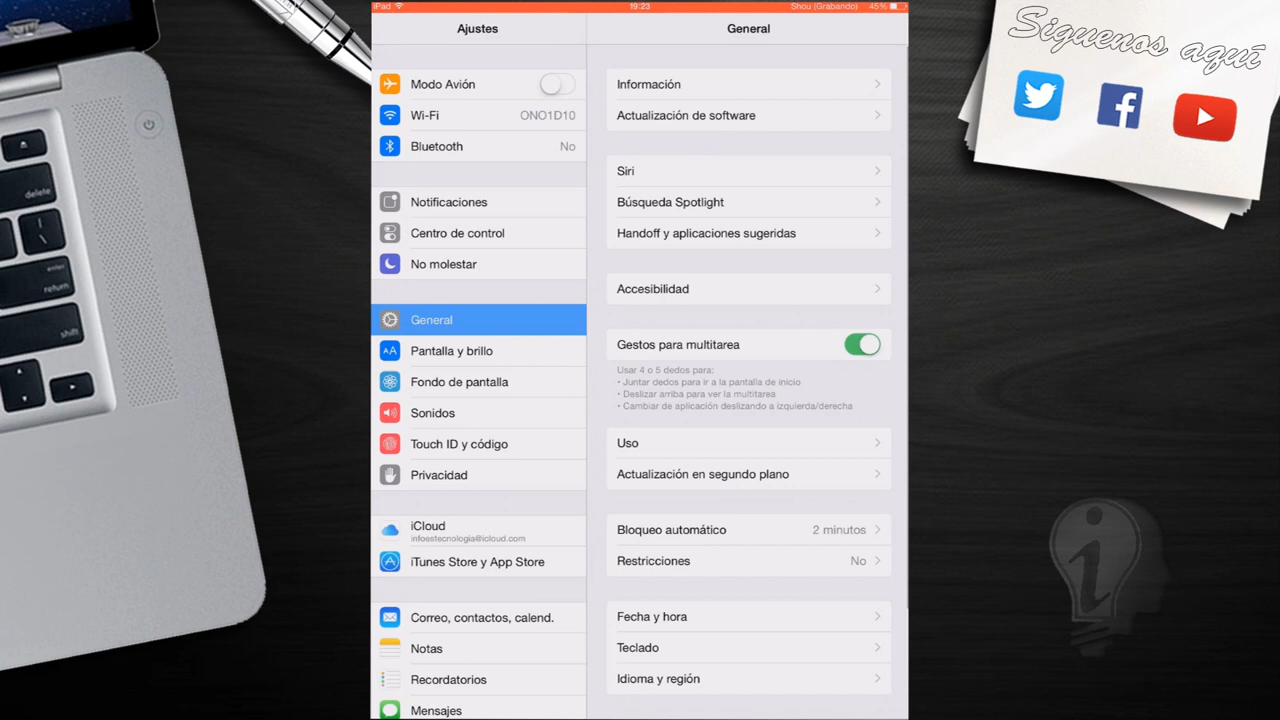 iPad
19:23
Shou (Grabando)
45%
Ajustes
General
Modo Avión
Wi-Fi
ONO1D10
Bluetooth
No
Notificaciones
Centro de control
No molestar
General
Pantalla y brillo
Fondo de pantalla
Sonidos
Touch ID y código
Privacidad
iCloud
infoestecnologia@icloud.com
iTunes Store y App Store
Correo, contactos, calend.
Notas
Recordatorios
Mensajes
Información
Actualización de software
Siri
Búsqueda Spotlight
Handoff y aplicaciones sugeridas
Accesibilidad
Gestos para multitarea
Usar 4 o 5 dedos para:
• Juntar dedos para ir a la pantalla de inicio
• Deslizar arriba para ver la multitarea
• Cambiar de aplicación deslizando a izquierda/derecha
Uso
Actualización en segundo plano
Bloqueo automático
2 minutos
Restricciones
No
Fecha y hora
Teclado
Idioma y región
Siguenos aquí
delete
enter
return
shift